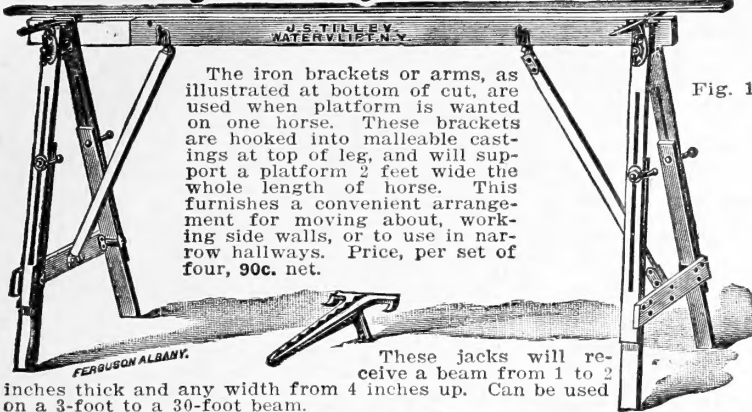 J.S.TILLEY.
WATERVLIET.N.Y.
Fig. 1
The iron brackets or arms, as
illustrated at bottom of cut, are
used when platform is wanted
on one horse. These brackets
are hooked into malleable cast-
ings at top of leg, and will sup-
port a platform 2 feet wide the
whole length of horse. This
furnishes a convenient arrange-
ment for moving about, work-
ing side walls, or to use in nar-
row hallways. Price, per set of
four, 90c. net.
FERGUSON ALBANY.
These jacks will re-
ceive a beam from 1 to 2
inches thick and any width from 4 inches up. Can be used
on a 3-foot to a 30-foot beam.